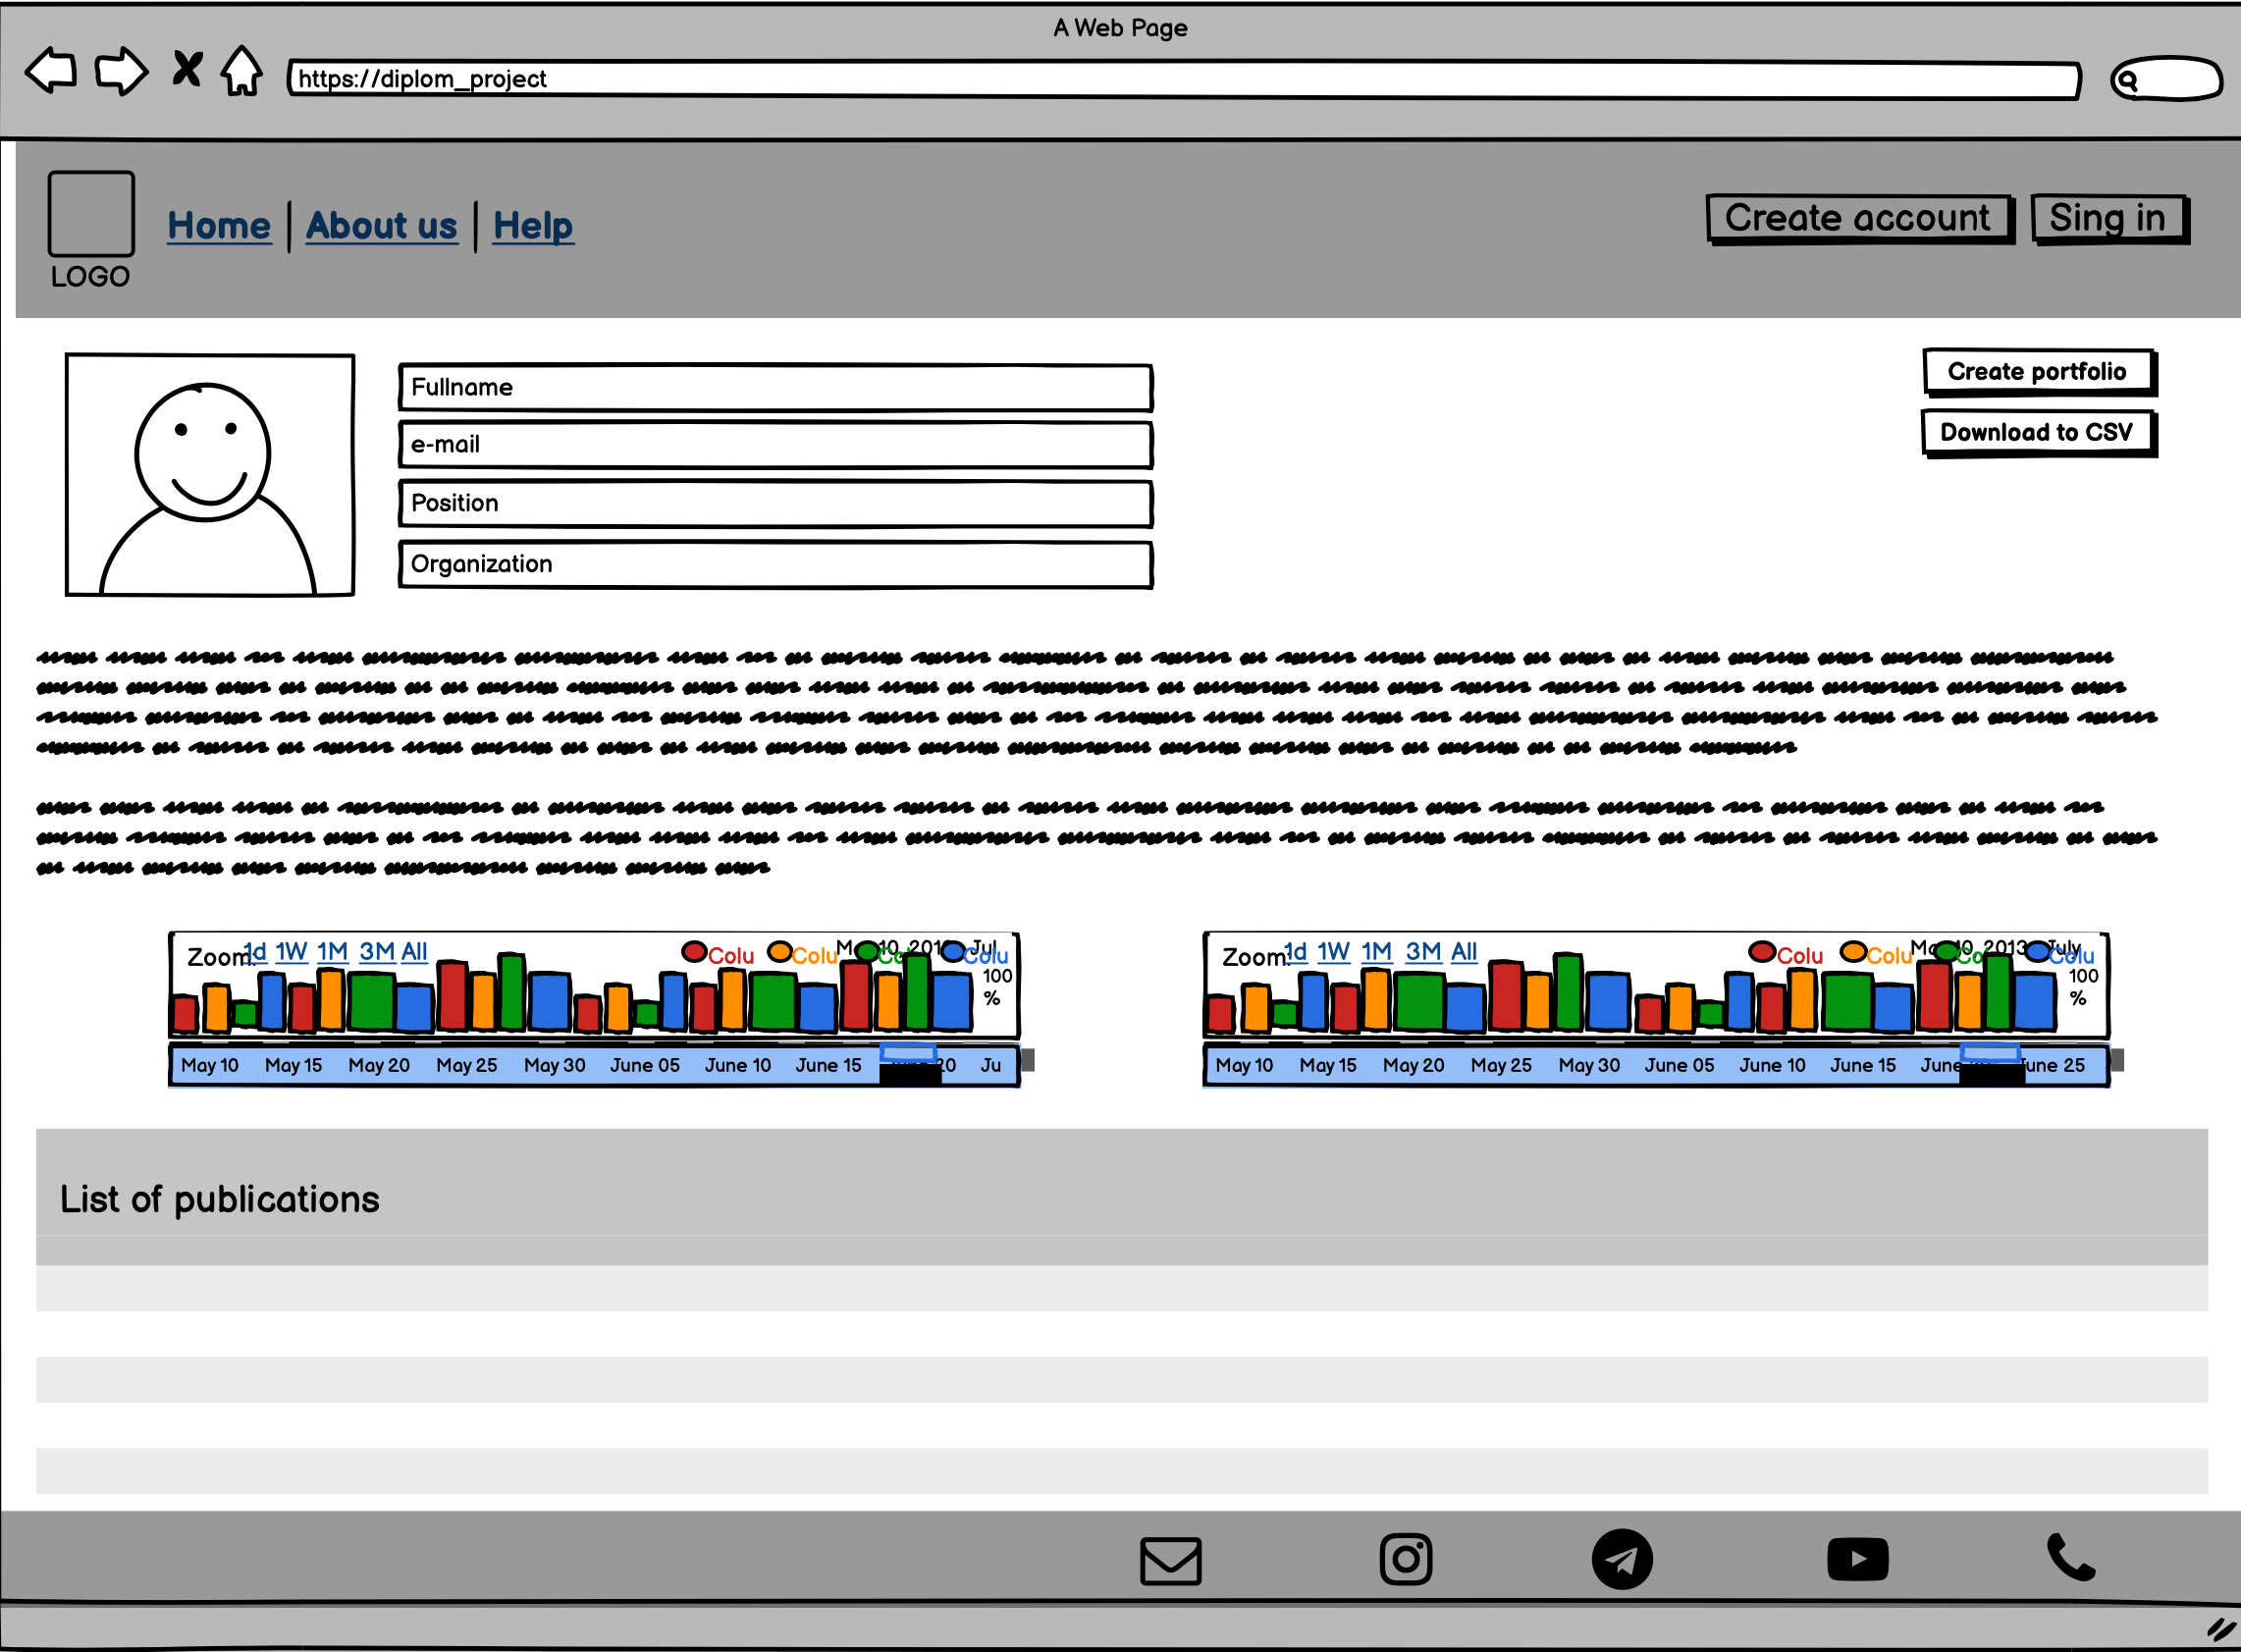 A Web Page
https://diplom_project
Home | About us | Help
Create account
Sing in
LOGO
Fullname
e-mail
Position
Organization
Create portfolio
Download to CSV
Zoom: 1d 1W 1M 3M All
Colu Colu Colu
100
%
May 10 May 15 May 20 May 25 May 30 June 05 June 10 June 15 20 Ju
Zoom: 1d 1W 1M 3M All
Colu Colu 2013 July Colu
100
%
May 10 May 15 May 20 May 25 May 30 June 05 June 10 June 15 June June 25
List of publications